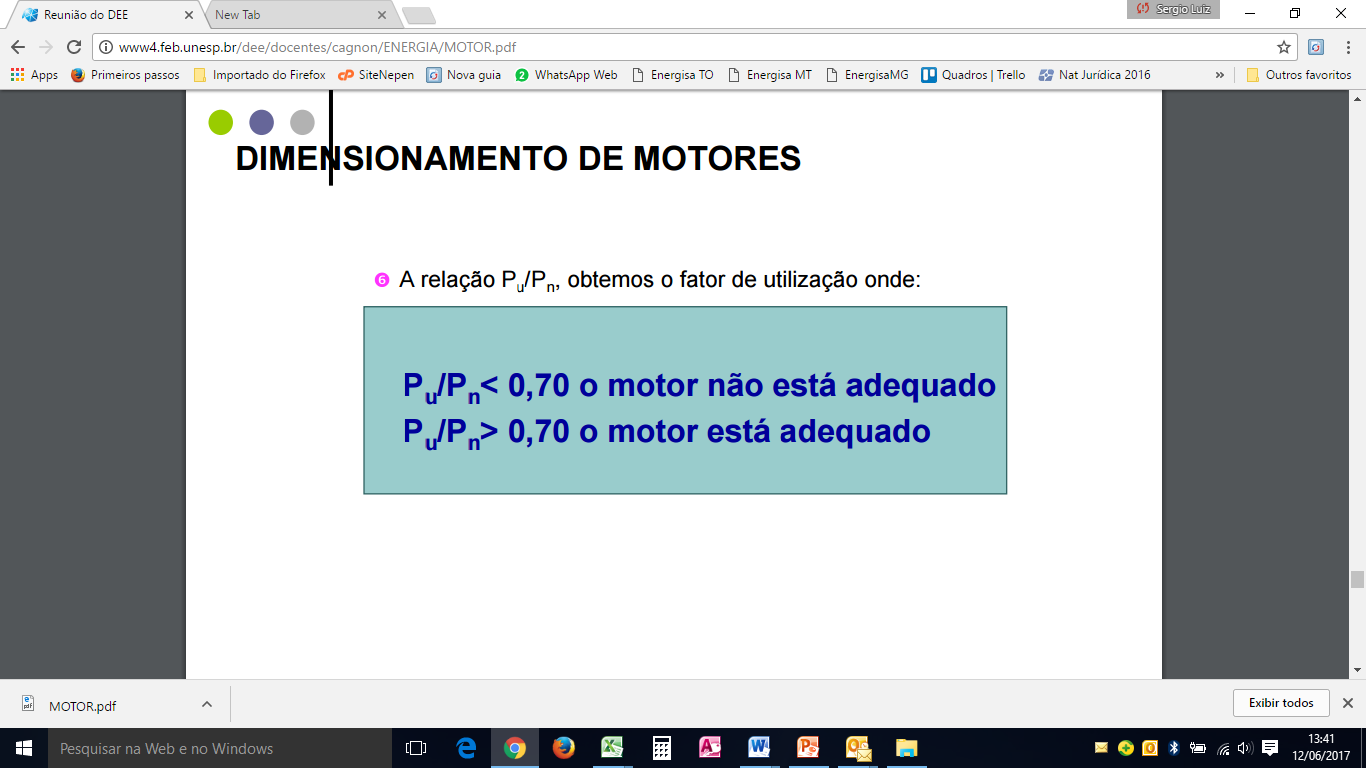 Reunião do DEE
New Tab
Sergio Luiz
www4.feb.unesp.br/dee/docentes/cagnon/ENERGIA/MOTOR.pdf
Apps Primeiros passos Importado do Firefox SiteNepen Nova guia WhatsApp Web Energisa TO Energisa MT EnergisaMG Quadros | Trello Nat Jurídica 2016 » Outros favoritos
DIMENSIONAMENTO DE MOTORES
❻ A relação Pu/Pn, obtemos o fator de utilização onde:
Pu/Pn< 0,70 o motor não está adequado
Pu/Pn> 0,70 o motor está adequado
MOTOR.pdf
Exibir todos
Pesquisar na Web e no Windows
13:41
12/06/2017